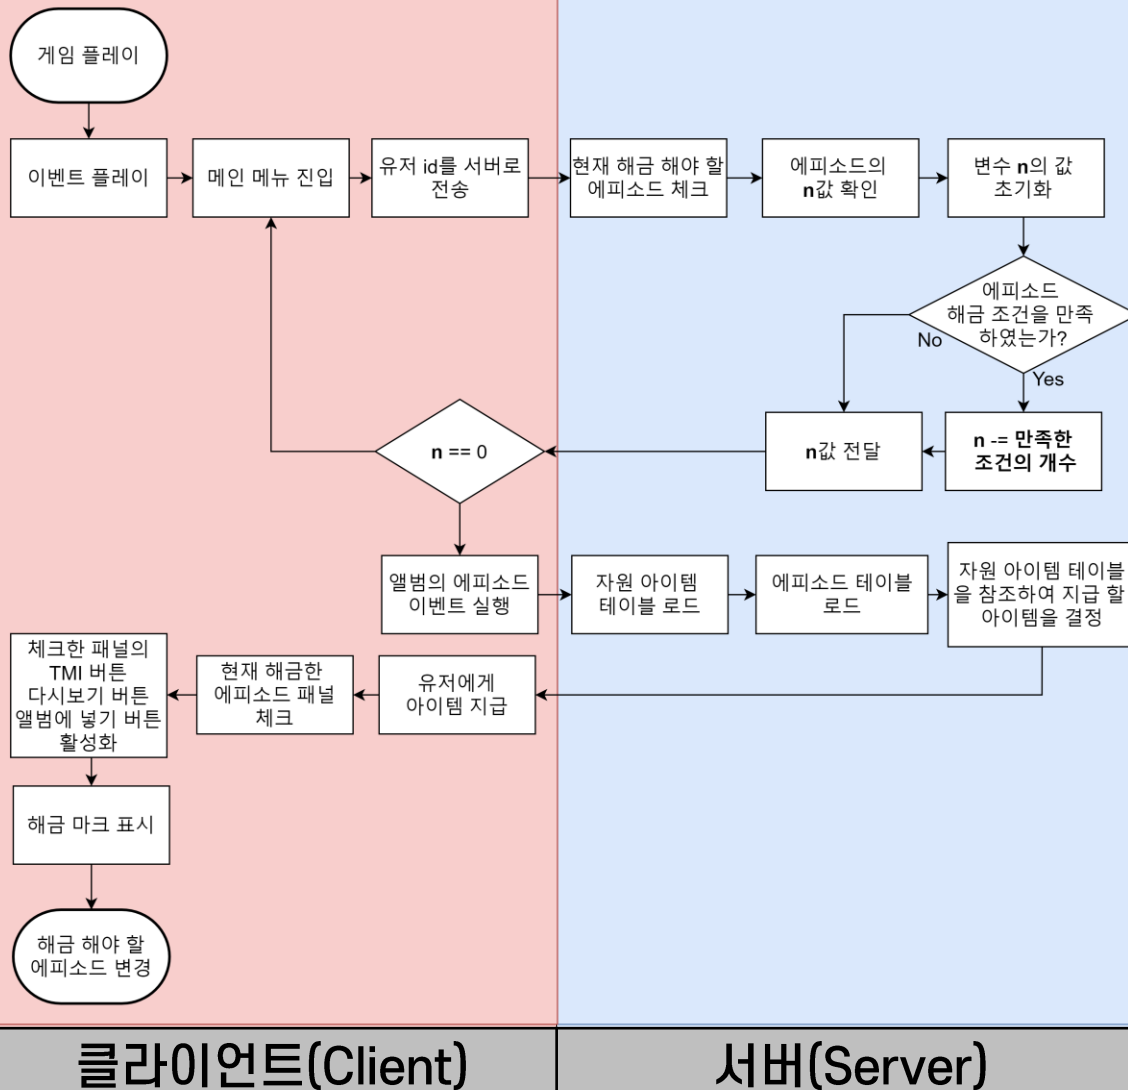 게임 플레이
이벤트 플레이
메인 메뉴 진입
유저 id를 서버로
전송
현재 해금 해야 할
에피소드 체크
에피소드의
n값 확인
변수 n의 값
초기화
에피소드
해금 조건을 만족
하였는가?
No
Yes
n == 0
n값 전달
n -= 만족한
조건의 개수
앨범의 에피소드
이벤트 실행
자원 아이템
테이블 로드
에피소드 테이블
로드
자원 아이템 테이블
을 참조하여 지급 할
아이템을 결정
체크한 패널의
TMI 버튼
다시보기 버튼
앨범에 넣기 버튼
활성화
현재 해금한
에피소드 패널
체크
유저에게
아이템 지급
해금 마크 표시
해금 해야 할
에피소드 변경
클라이언트(Client)
서버(Server)